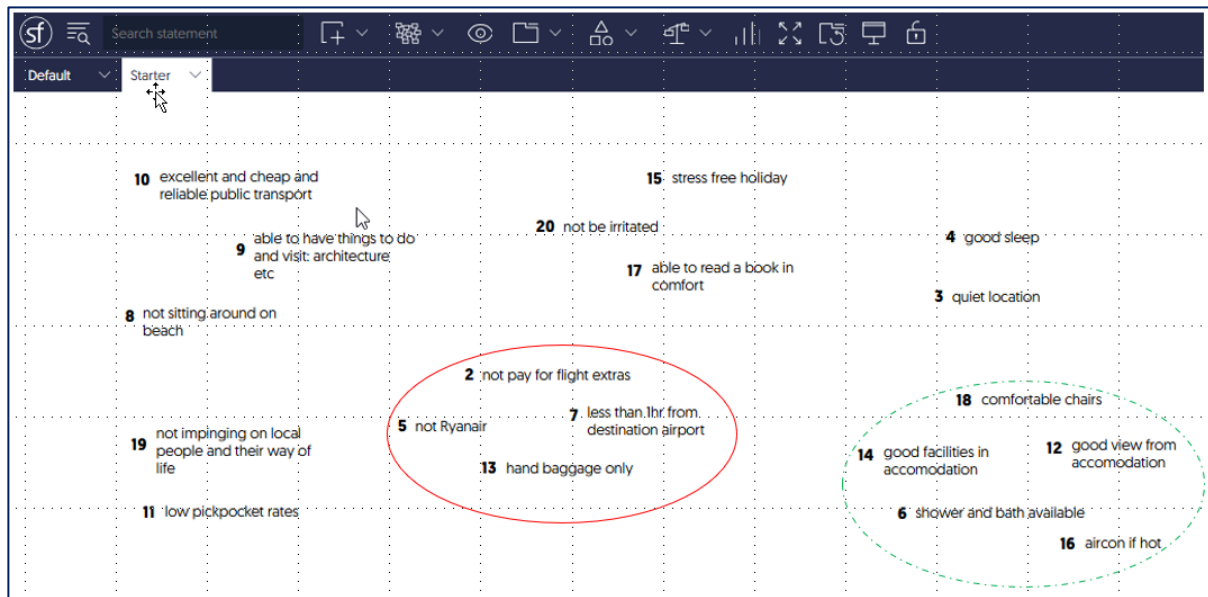 sf Search statement
Default Starter
10 excellent and cheap and
reliable public transport
15 stress free holiday
20 not be irritated
9 able to have things to do
and visit: architecture
etc
4 good sleep
17 able to read a book in
comfort
3 quiet location
8 not sitting around on
beach
2 not pay for flight extras
18 comfortable chairs
5 not Ryanair
7 less than 1hr from
destination airport
19 not impinging on local
people and their way of
life
14 good facilities in
accomodation
12 good view from
accomodation
13 hand baggage only
11 low pickpocket rates
6 shower and bath available
16 aircon if hot